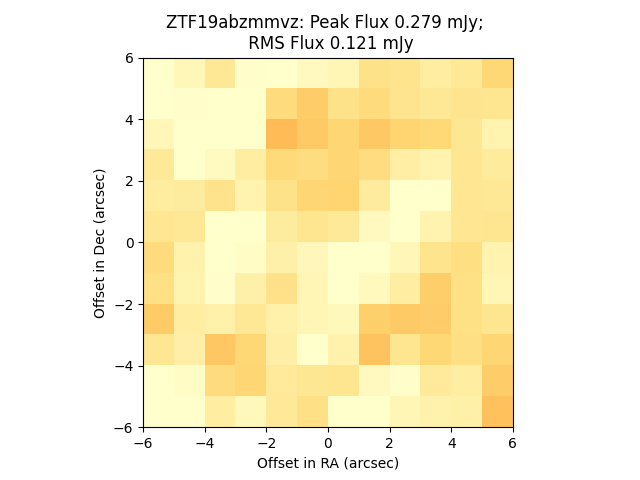 ZTF19abzmmvz: Peak Flux 0.279 mJy;
RMS Flux 0.121 mJy
6
4
2
0
−2
−4
−6
Offset in Dec (arcsec)
−6 −4 −2 0 2 4 6
Offset in RA (arcsec)